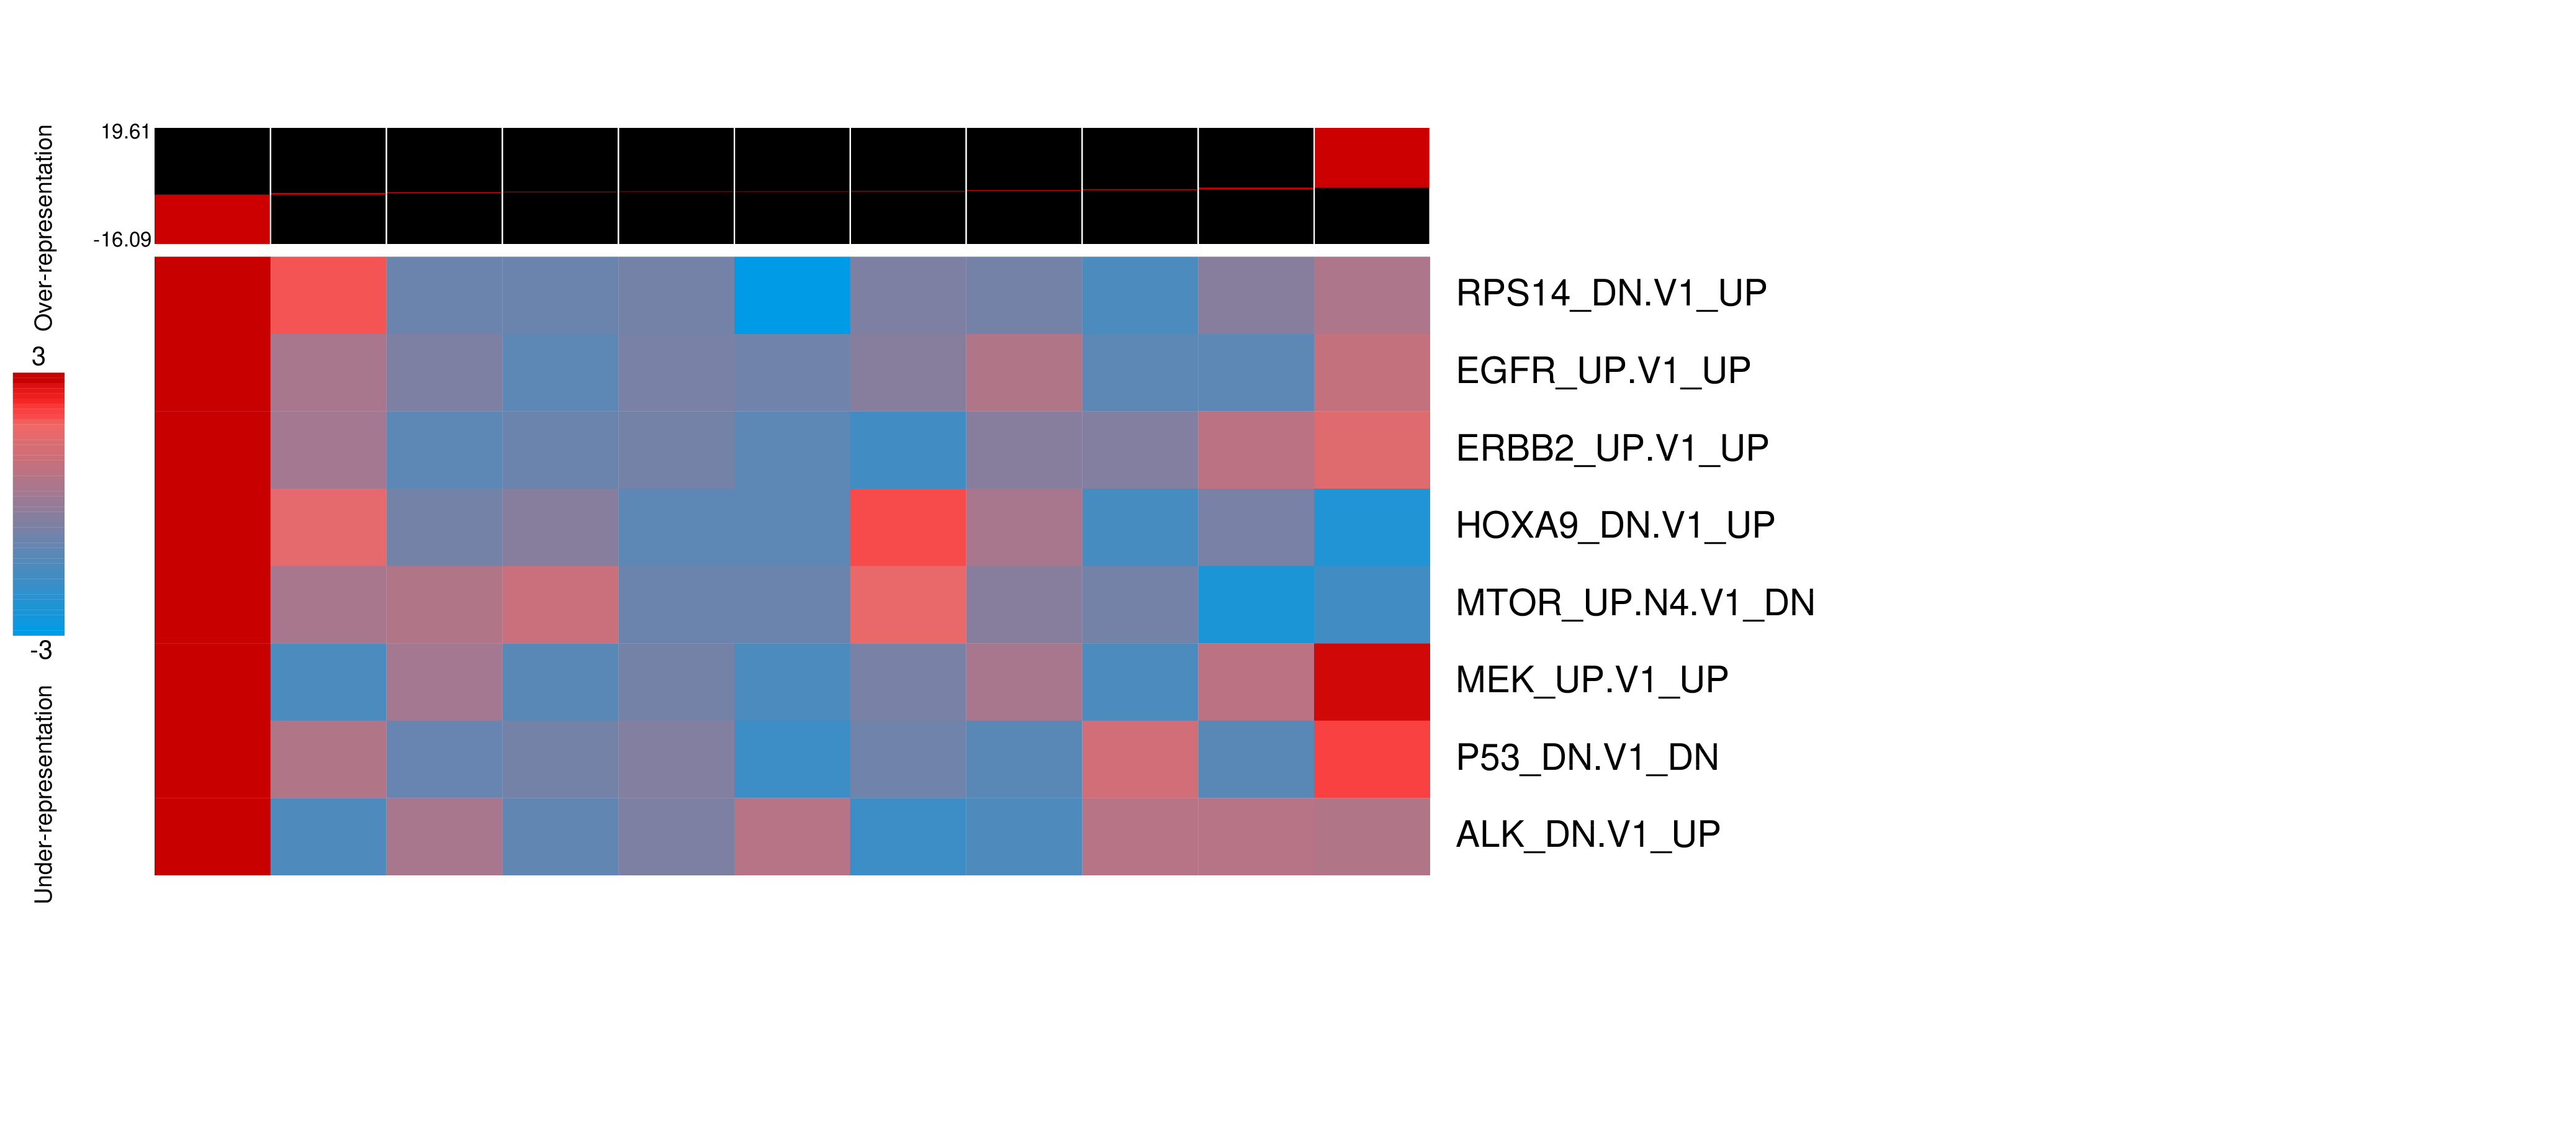 Over-representation
3
-3
Under-representation
19.61
-16.09
RPS14_DN.V1_UP
EGFR_UP.V1_UP
ERBB2_UP.V1_UP
HOXA9_DN.V1_UP
MTOR_UP.N4.V1_DN
MEK_UP.V1_UP
P53_DN.V1_DN
ALK_DN.V1_UP